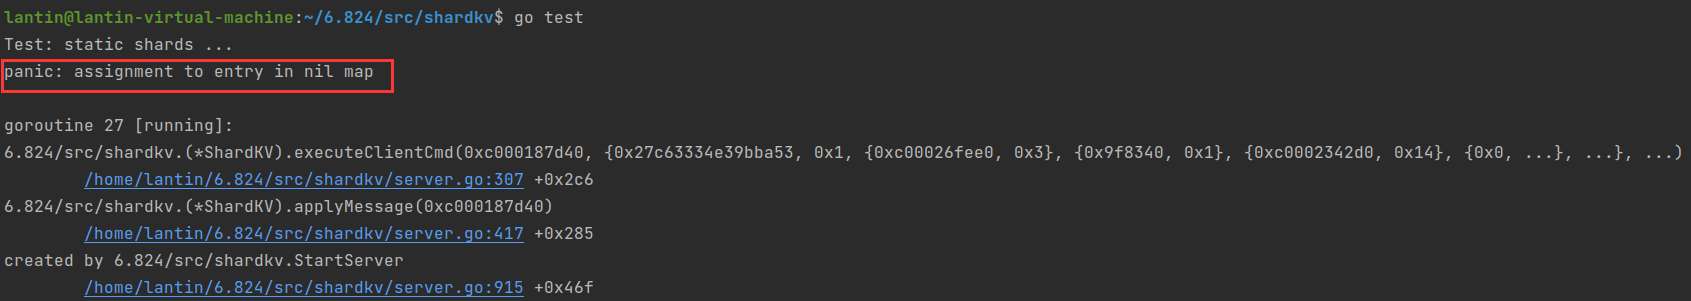 lantin@lantin-virtual-machine:~/6.824/src/shardkv$ go test
Test: static shards ...
panic: assignment to entry in nil map
goroutine 27 [running]:
6.824/src/shardkv.(*ShardKV).executeClientCmd(0xc000187d40, {0x27c63334e39bba53, 0x1, {0xc00026fee0, 0x3}, {0x9f8340, 0x1}, {0xc0002342d0, 0x14}, {0x0, ...}, ...}, ...)
/home/lantin/6.824/src/shardkv/server.go:307 +0x2c6
6.824/src/shardkv.(*ShardKV).applyMessage(0xc000187d40)
/home/lantin/6.824/src/shardkv/server.go:417 +0x285
created by 6.824/src/shardkv.StartServer
/home/lantin/6.824/src/shardkv/server.go:915 +0x46f